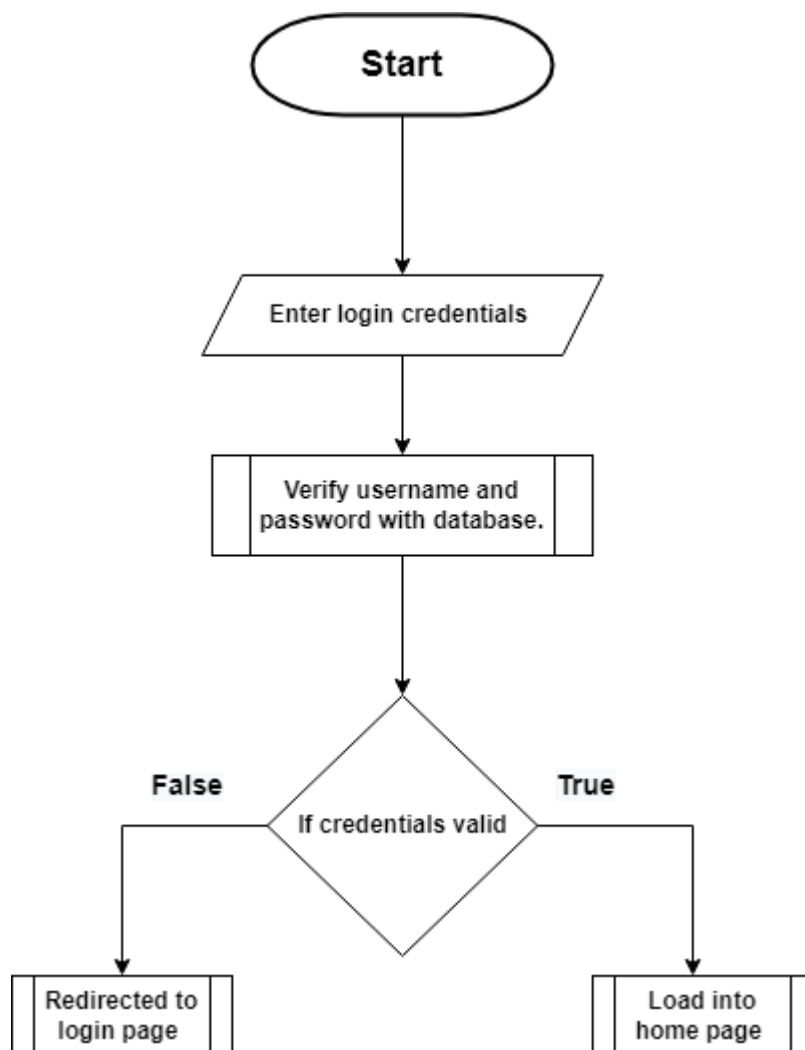 Start
Enter login credentials
Verify username and
password with database.
False
True
If credentials valid
Redirected to
login page
Load into
home page